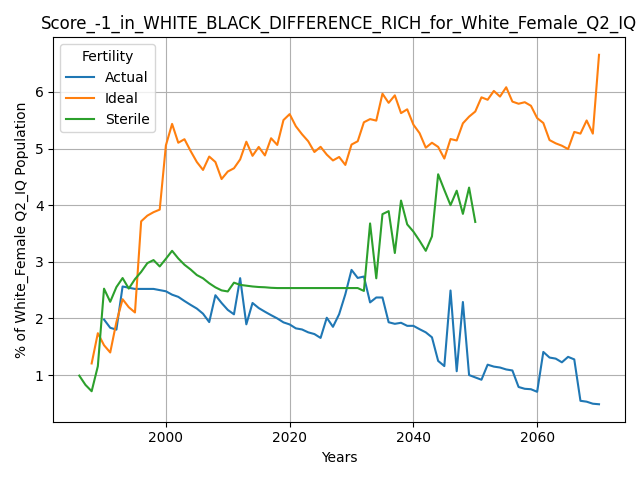 Score_-1_in_WHITE_BLACK_DIFFERENCE_RICH_for_White_Female_Q2_IQ
Fertility
Actual
Ideal
Sterile
% of White_Female Q2_IQ Population
6
5
4
3
2
1
2000 2020 2040 2060
Years